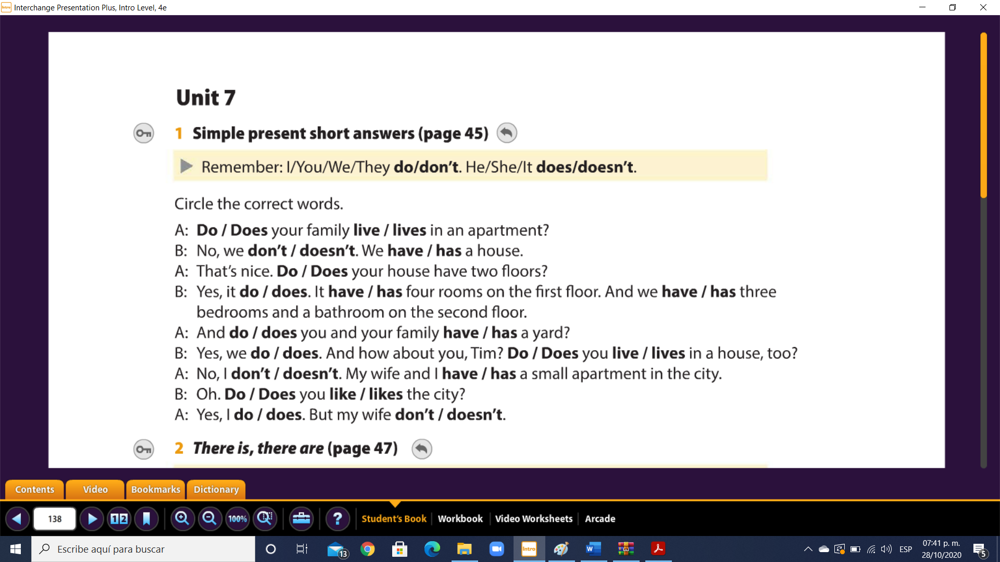 Intro Interchange Presentation Plus, Intro Level, 4e
Unit 7
1 Simple present short answers (page 45)
Remember: I/You/We/They do/don't. He/She/It does/doesn't.
Circle the correct words.
A: Do / Does your family live / lives in an apartment?
B: No, we don't / doesn't. We have / has a house.
A: That's nice. Do / Does your house have two floors?
B: Yes, it do / does. It have / has four rooms on the first floor. And we have / has three
bedrooms and a bathroom on the second floor.
A: And do / does you and your family have / has a yard?
B: Yes, we do / does. And how about you, Tim? Do / Does you live / lives in a house, too?
A: No, I don't / doesn't. My wife and I have / has a small apartment in the city.
B: Oh. Do / Does you like / likes the city?
A: Yes, I do / does. But my wife don't / doesn't.
2 There is, there are (page 47)
Contents Video Bookmarks Dictionary
138 12 100% ? Student's Book Workbook Video Worksheets Arcade
Escribe aquí para buscar 13 Intro W ESP 07:41 p. m.
28/10/2020 5